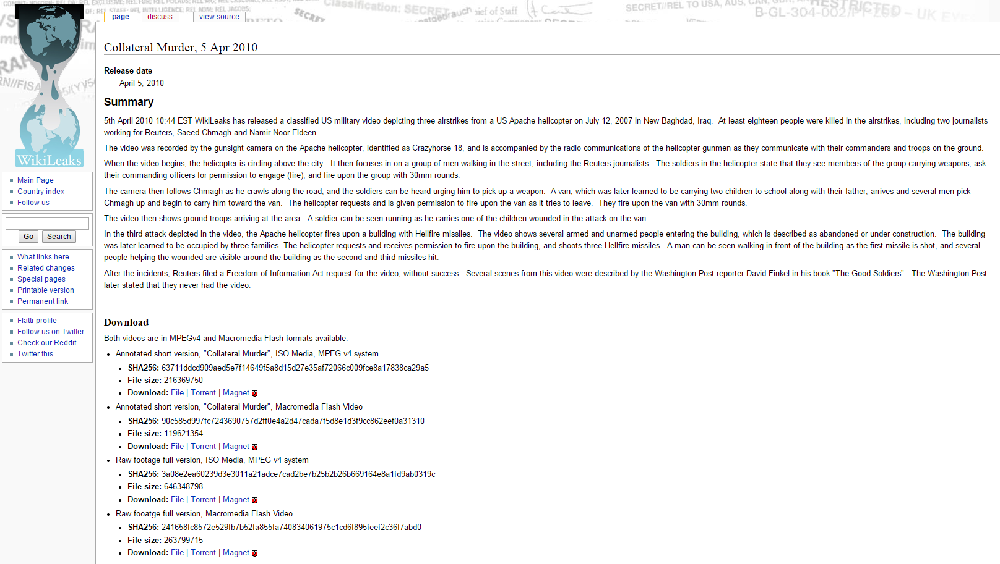 Classification: SECRET
SECRET//REL TO USA, AUS, CAN, GBR,
RESTRICTED
B-GL-304-002/
– UK EYES
page
discuss
view source
Collateral Murder, 5 Apr 2010
Release date
April 5, 2010
Summary
5th April 2010 10:44 EST WikiLeaks has released a classified US military video depicting three airstrikes from a US Apache helicopter on July 12, 2007 in New Baghdad, Iraq.  At least eighteen people were killed in the airstrikes, including two journalists
working for Reuters, Saeed Chmagh and Namir Noor-Eldeen.
The video was recorded by the gunsight camera on the Apache helicopter, identified as Crazyhorse 18, and is accompanied by the radio communications of the helicopter gunmen as they communicate with their commanders and troops on the ground.
When the video begins, the helicopter is circling above the city.  It then focuses in on a group of men walking in the street, including the Reuters journalists.  The soldiers in the helicopter state that they see members of the group carrying weapons, ask
their commanding officers for permission to engage (fire), and fire upon the group with 30mm rounds.
The camera then follows Chmagh as he crawls along the road, and the soldiers can be heard urging him to pick up a weapon.  A van, which was later learned to be carrying two children to school along with their father, arrives and several men pick
Chmagh up and begin to carry him toward the van.  The helicopter requests and is given permission to fire upon the van as it tries to leave.  They fire upon the van with 30mm rounds.
The video then shows ground troops arriving at the area.  A soldier can be seen running as he carries one of the children wounded in the attack on the van.
In the third attack depicted in the video, the Apache helicopter fires upon a building with Hellfire missiles.  The video shows several armed and unarmed people entering the building, which is described as abandoned or under construction.  The building
was later learned to be occupied by three families. The helicopter requests and receives permission to fire upon the building, and shoots three Hellfire missiles.  A man can be seen walking in front of the building as the first missile is shot, and several
people helping the wounded are visible around the building as the second and third missiles hit.
After the incidents, Reuters filed a Freedom of Information Act request for the video, without success.  Several scenes from this video were described by the Washington Post reporter David Finkel in his book "The Good Soldiers".  The Washington Post
later stated that they never had the video.
Download
Both videos are in MPEGv4 and Macromedia Flash formats available.
Annotated short version, "Collateral Murder", ISO Media, MPEG v4 system
SHA256: 63711ddcd909aed5e7f14649f5a8d15d27e35af72066c009fce8a17838ca29a5
File size: 216369750
Download: File | Torrent | Magnet
Annotated short version, "Collateral Murder", Macromedia Flash Video
SHA256: 90c585d997fc7243690757d2ff0e4a2d47cada7f5d8e1d3f9cc862eef0a31310
File size: 119621354
Download: File | Torrent | Magnet
Raw footage full version, ISO Media, MPEG v4 system
SHA256: 3a08e2ea60239d3e3011a21adce7cad2be7b25b2b26b669164e8a1fd9ab0319c
File size: 646348798
Download: File | Torrent | Magnet
Raw fooatge full version, Macromedia Flash Video
SHA256: 241658fc8572e529fb7b52fa855fa740834061975c1cd6f895feef2c36f7abd0
File size: 263799715
Download: File | Torrent | Magnet
WikiLeaks
Main Page
Country index
Follow us
Go
Search
What links here
Related changes
Special pages
Printable version
Permanent link
Flattr profile
Follow us on Twitter
Check our Reddit
Twitter this